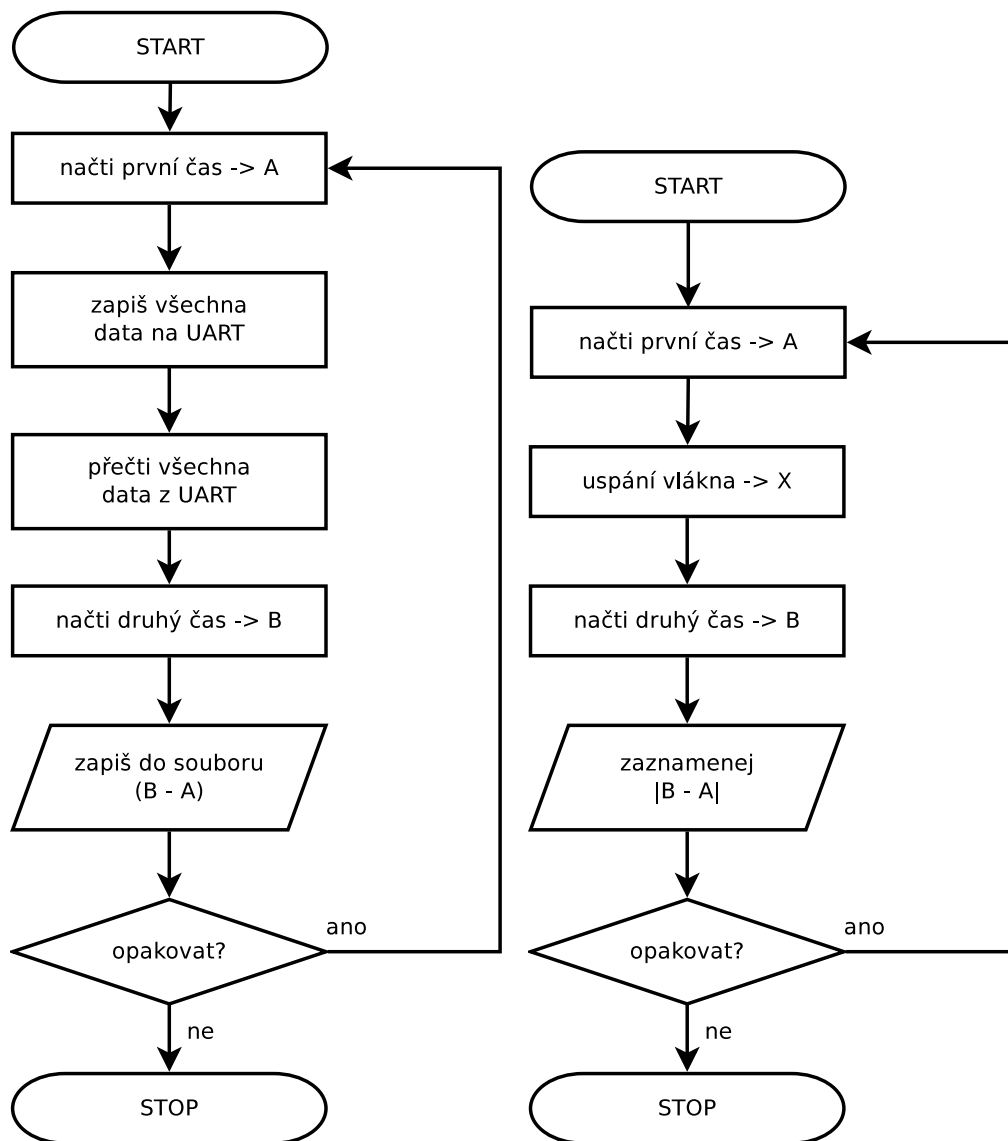 START
načti první čas -> A
zapiš všechna
data na UART
přečti všechna
data z UART
načti druhý čas -> B
zapiš do souboru
(B - A)
opakovat?
ano
ne
STOP
START
načti první čas -> A
uspání vlákna -> X
načti druhý čas -> B
zaznamenej
|B - A|
opakovat?
ano
ne
STOP